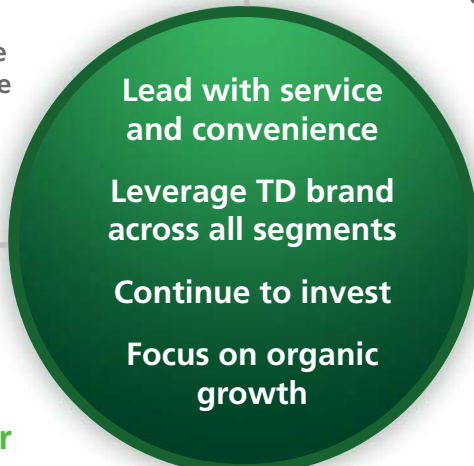 Lead with service
and convenience
Leverage TD brand
across all segments
Continue to invest
Focus on organic
growth